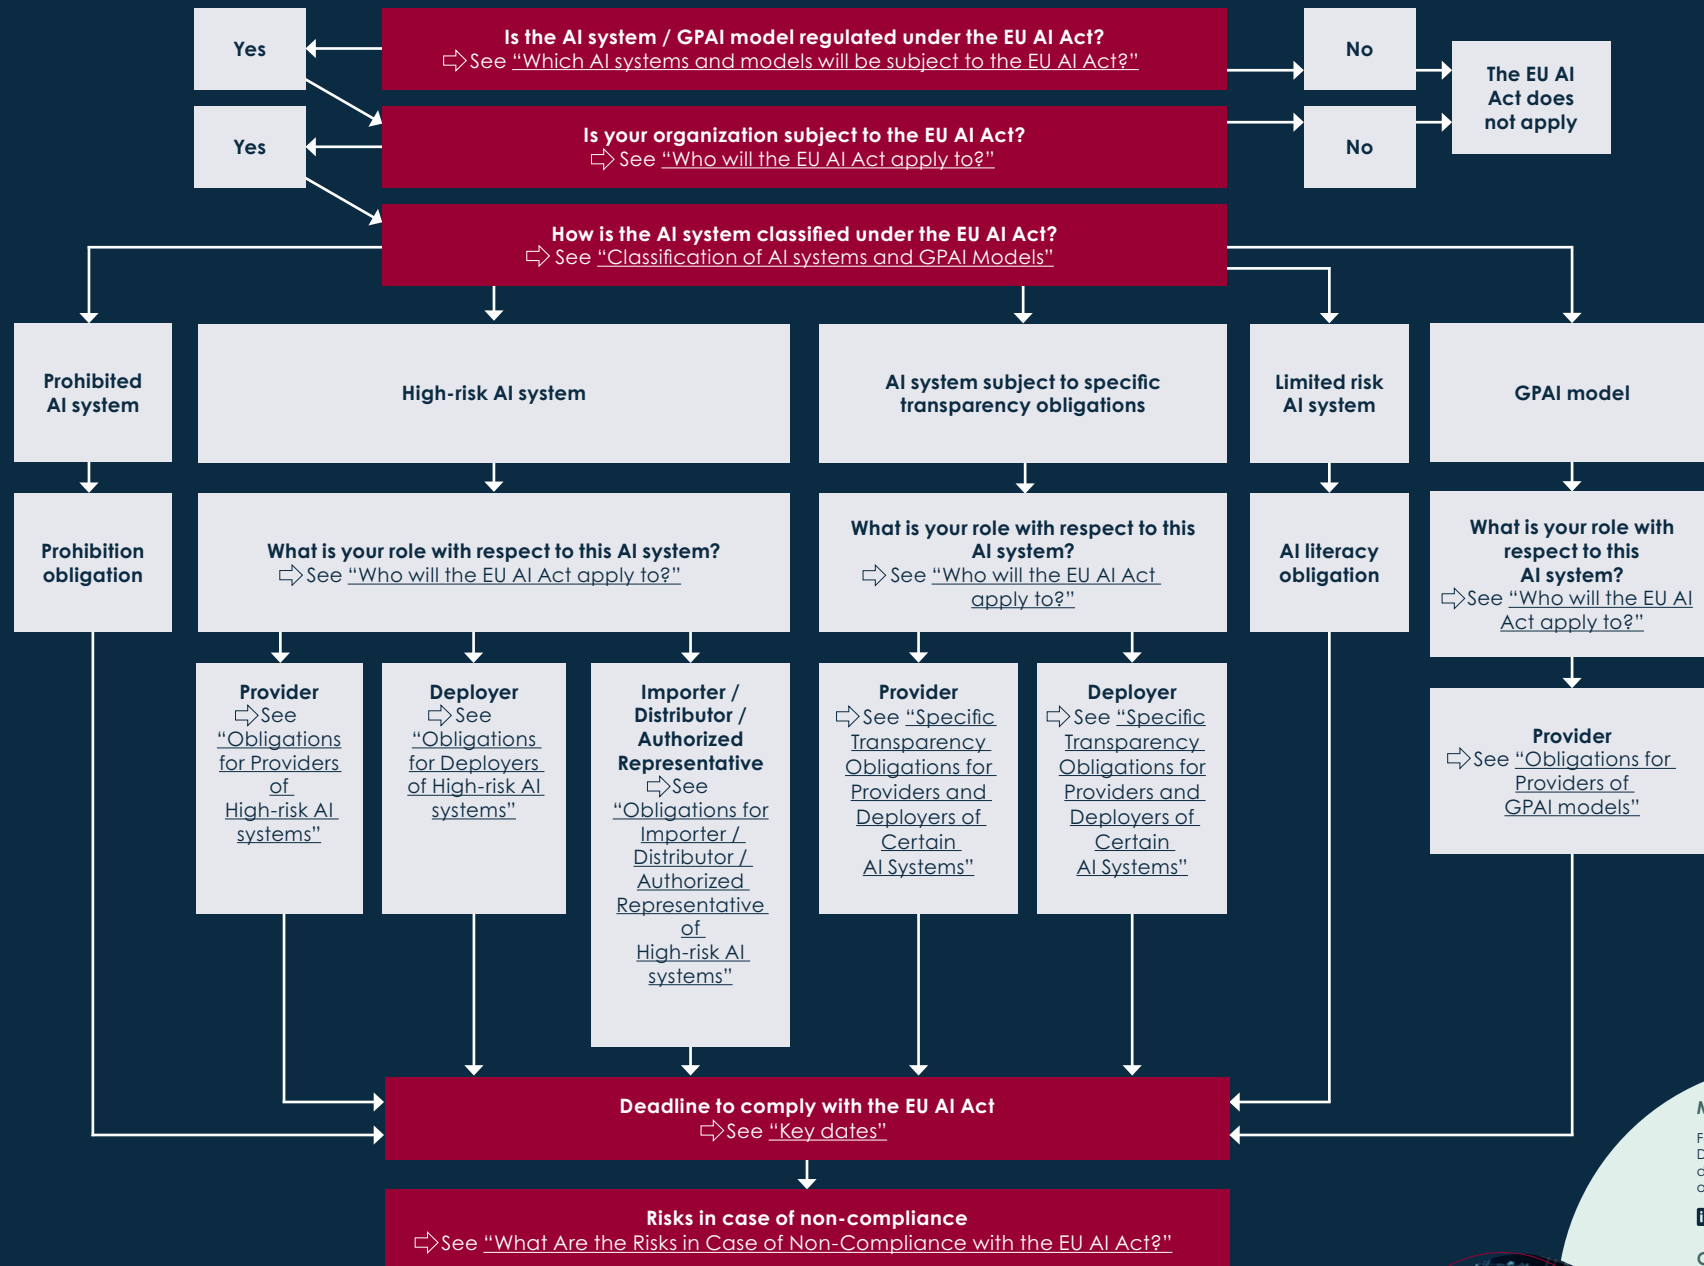 Yes
Is the AI system / GPAI model regulated under the EU AI Act?
See "Which AI systems and models will be subject to the EU AI Act?"
No
The EU AI
Act does
not apply
Yes
Is your organization subject to the EU AI Act?
See "Who will the EU AI Act apply to?"
No
How is the AI system classified under the EU AI Act?
See "Classification of AI systems and GPAI Models"
Prohibited
AI system
High-risk AI system
AI system subject to specific
transparency obligations
Limited risk
AI system
GPAI model
Prohibition
obligation
What is your role with respect to this AI system?
See "Who will the EU AI Act apply to?"
What is your role with respect to this
AI system?
See "Who will the EU AI Act
apply to?"
AI literacy
obligation
What is your role with
respect to this
AI system?
See "Who will the EU AI
Act apply to?"
Provider
See
"Obligations
for Providers
of
High-risk AI
systems"
Deployer
See
"Obligations
for Deployers
of High-risk AI
systems"
Importer /
Distributor /
Authorized
Representative
See
"Obligations for
Importer /
Distributor /
Authorized
Representative
of
High-risk AI
systems"
Provider
See "Specific
Transparency
Obligations for
Providers and
Deployers of
Certain
AI Systems"
Deployer
See "Specific
Transparency
Obligations for
Providers and
Deployers of
Certain
AI Systems"
Provider
See "Obligations for
Providers of
GPAI models"
Deadline to comply with the EU AI Act
See "Key dates"
Risks in case of non-compliance
See "What Are the Risks in Case of Non-Compliance with the EU AI Act?"